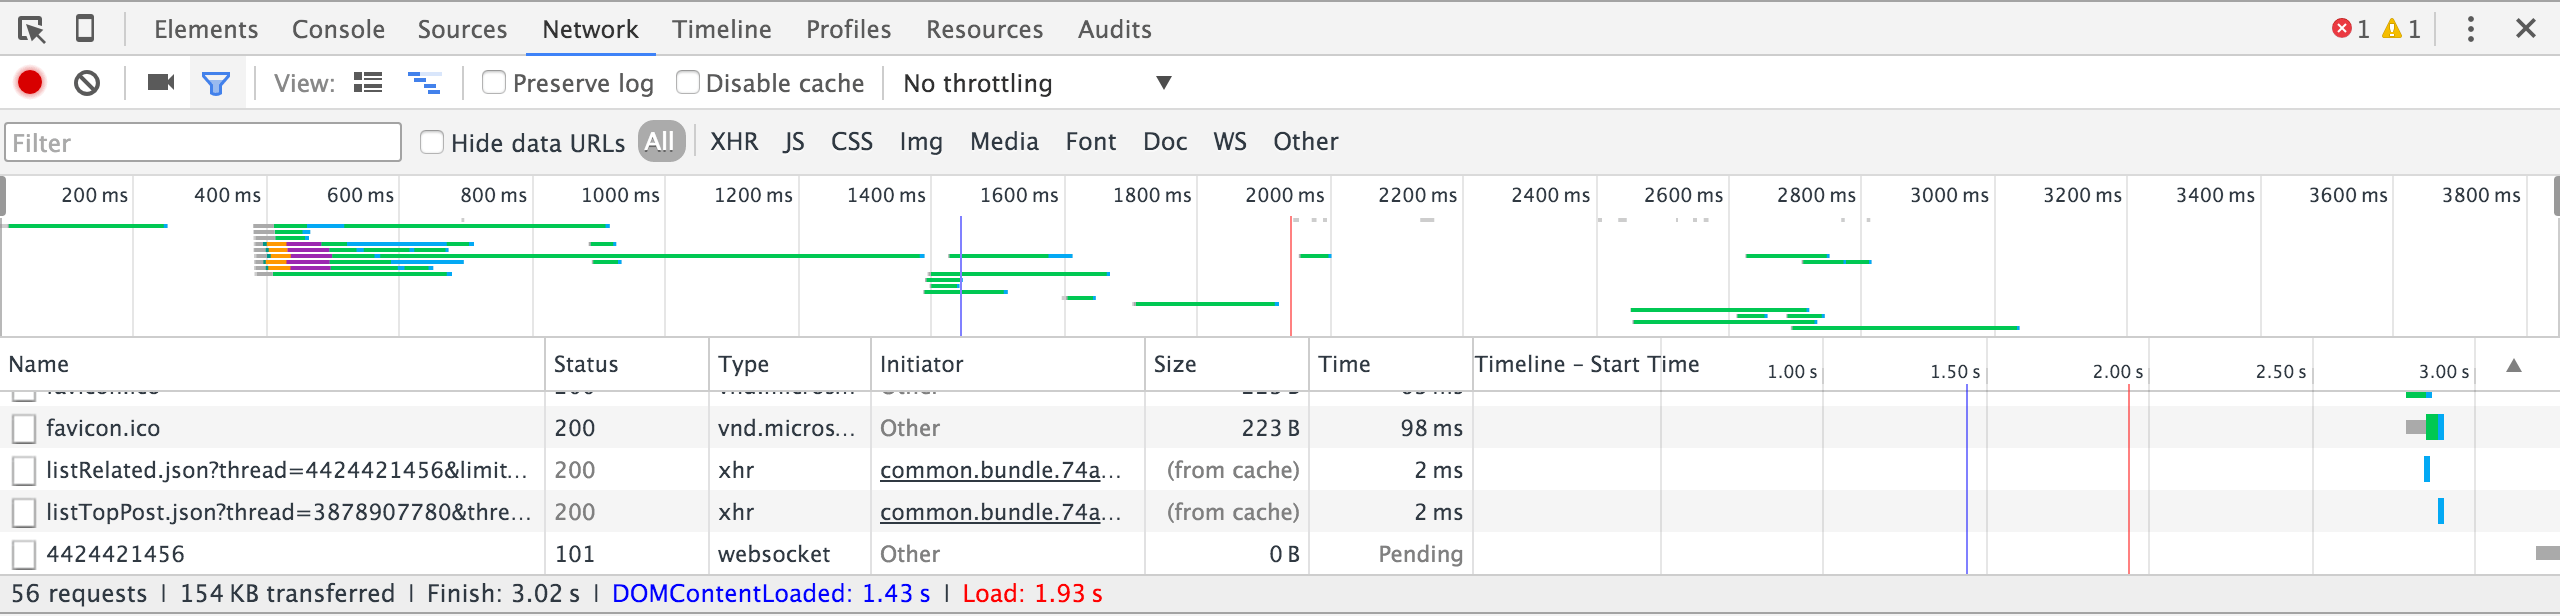 Elements Console Sources Network Timeline Profiles Resources Audits 1 1
View: Preserve log Disable cache No throttling
Filter Hide data URLs All XHR JS CSS Img Media Font Doc WS Other
200 ms 400 ms 600 ms 800 ms 1000 ms 1200 ms 1400 ms 1600 ms 1800 ms 2000 ms 2200 ms 2400 ms 2600 ms 2800 ms 3000 ms 3200 ms 3400 ms 3600 ms 3800 ms
Name Status Type Initiator Size Time Timeline – Start Time 1.00 s 1.50 s 2.00 s 2.50 s 3.00 s
favicon.ico 200 vnd.micros… Other 223 B 98 ms
listRelated.json?thread=4424421456&limit… 200 xhr common.bundle.74a… (from cache) 2 ms
listTopPost.json?thread=3878907780&thre… 200 xhr common.bundle.74a… (from cache) 2 ms
4424421456 101 websocket Other 0 B Pending
56 requests | 154 KB transferred | Finish: 3.02 s | DOMContentLoaded: 1.43 s | Load: 1.93 s